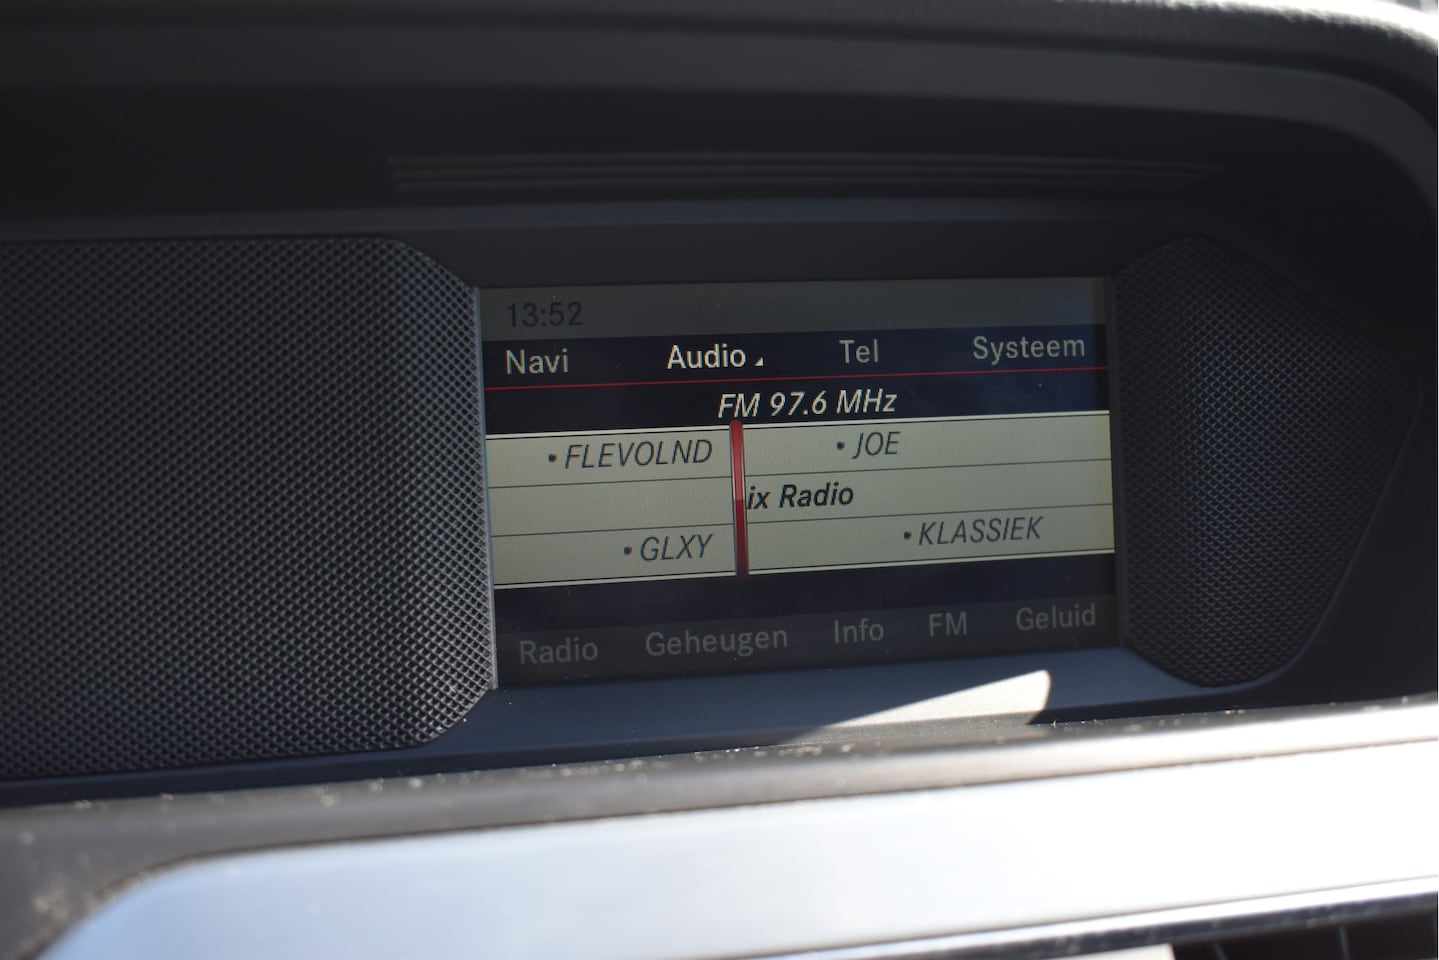 13:52
Navi Audio Tel Systeem
FM 97.6 MHz
• FLEVOLND • JOE
ix Radio
• GLXY • KLASSIEK
Radio Geheugen Info FM Geluid